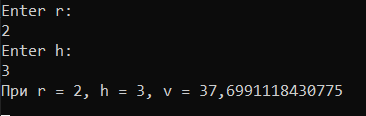 Enter r:
2
Enter h:
3
При r = 2, h = 3, v = 37,6991118430775